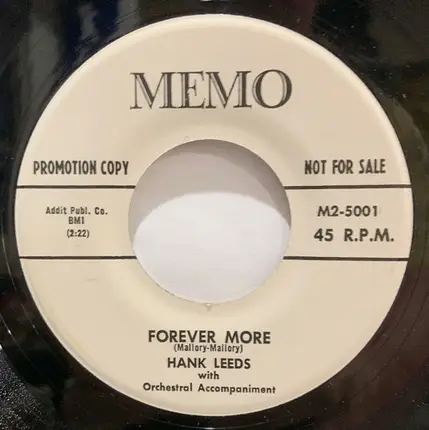 MEMO
PROMOTION COPY
NOT FOR SALE
Addit Publ. Co.
BMI
(2:22)
M2-5001
45 R.P.M.
FOREVER MORE
(Mallory-Mallory)
HANK LEEDS
with
Orchestral Accompaniment